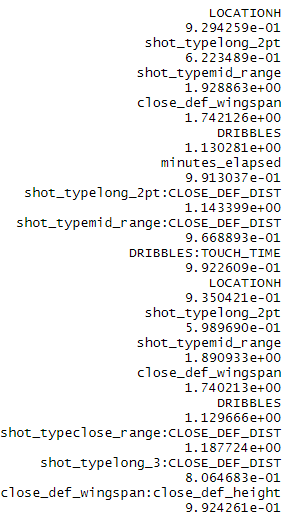 LOCATIONH
9.294259e-01
shot_typelong_2pt
6.223489e-01
shot_typemid_range
1.928863e+00
close_def_wingspan
1.742126e+00
DRIBBLES
1.130281e+00
minutes_elapsed
9.913037e-01
shot_typelong_2pt:CLOSE_DEF_DIST
1.143399e+00
shot_typemid_range:CLOSE_DEF_DIST
9.668893e-01
DRIBBLES:TOUCH_TIME
9.922609e-01
LOCATIONH
9.350421e-01
shot_typelong_2pt
5.989690e-01
shot_typemid_range
1.890933e+00
close_def_wingspan
1.740213e+00
DRIBBLES
1.129666e+00
shot_typeclose_range:CLOSE_DEF_DIST
1.187724e+00
shot_typelong_3:CLOSE_DEF_DIST
8.064683e-01
close_def_wingspan:close_def_height
9.924261e-01